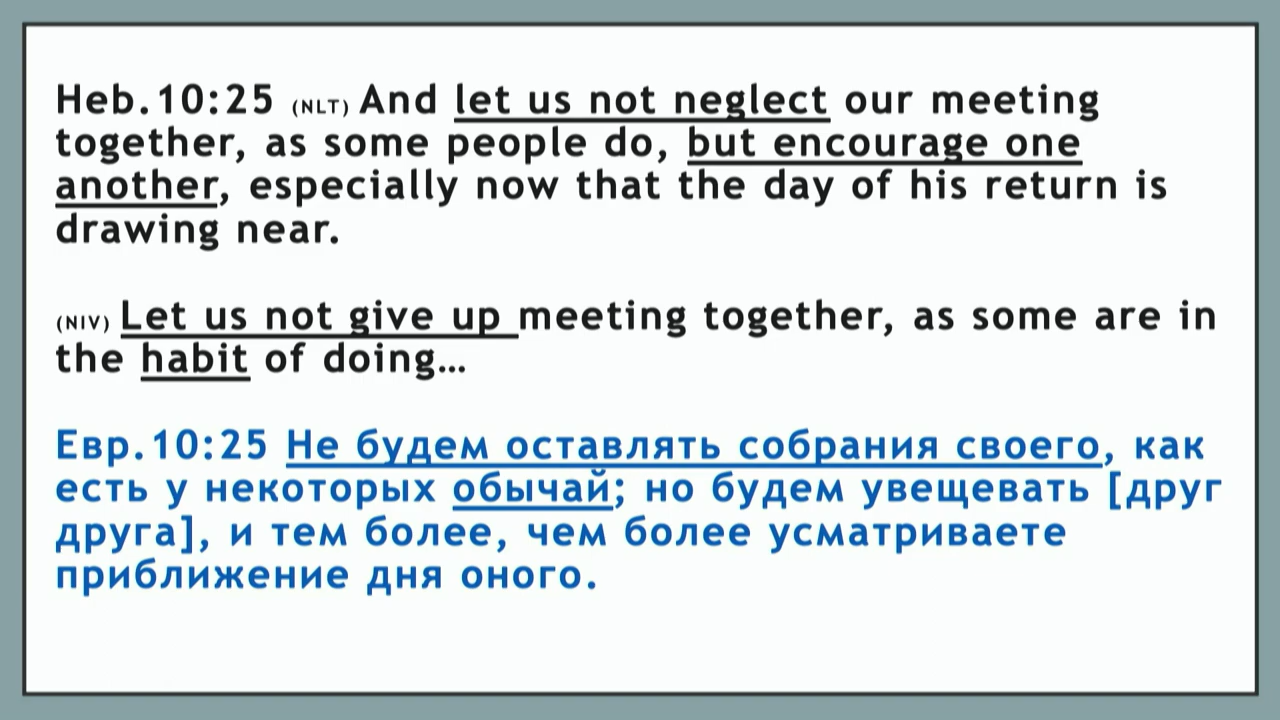 Heb.10:25 (NLT) And let us not neglect our meeting
together, as some people do, but encourage one
another, especially now that the day of his return is
drawing near.
(NIV) Let us not give up meeting together, as some are in
the habit of doing…
Евр.10:25 Не будем оставлять собрания своего, как
есть у некоторых обычай; но будем увещевать [друг
друга], и тем более, чем более усматриваете
приближение дня оного.